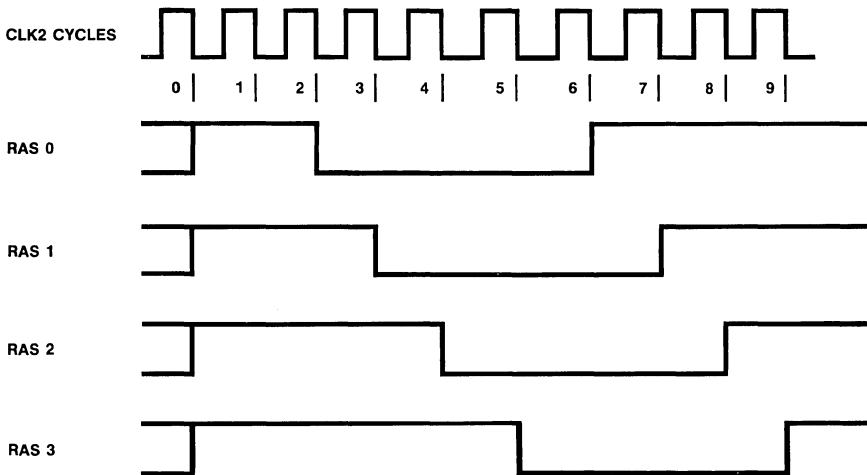 CLK2 CYCLES
0 1 2 3 4 5 6 7 8 9
RAS 0
RAS 1
RAS 2
RAS 3